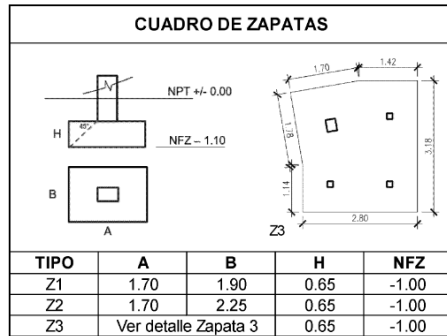 CUADRO DE ZAPATAS
NPT +/- 0.00
H
45°
NFZ – 1.10
B
A
1.70
1.42
1.78
3.18
1.14
2.80
Z3
TIPO A B H NFZ
Z1 1.70 1.90 0.65 -1.00
Z2 1.70 2.25 0.65 -1.00
Z3 Ver detalle Zapata 3 0.65 -1.00